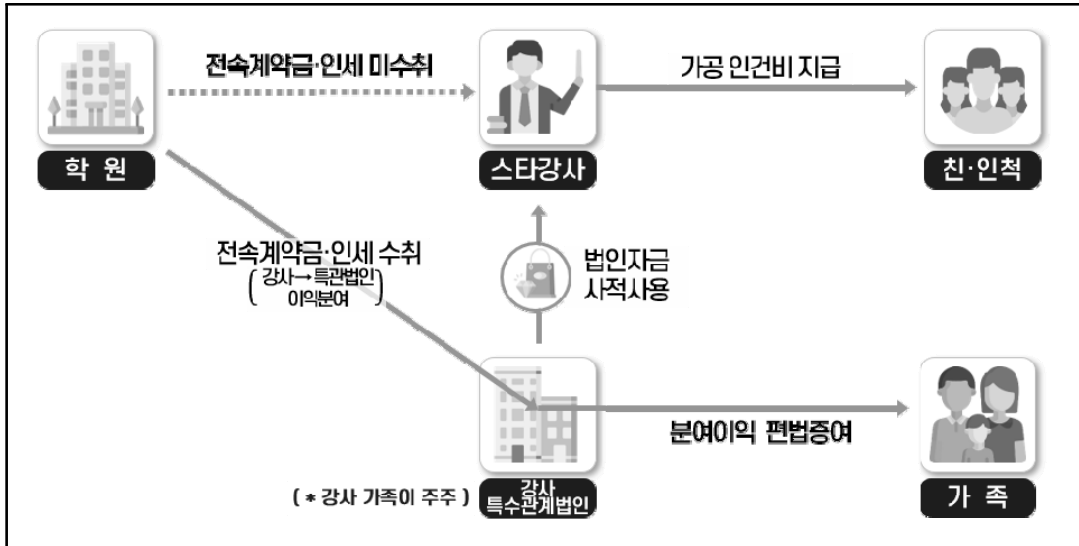 전속계약금·인세 미수취
가공 인건비 지급
학 원
스타강사
친·인척
전속계약금·인세 수취
( 강사→특관법인
이익분여 )
법인자금
사적사용
분여이익 편법증여
( * 강사 가족이 주주 )
강사
특수관계법인
가 족